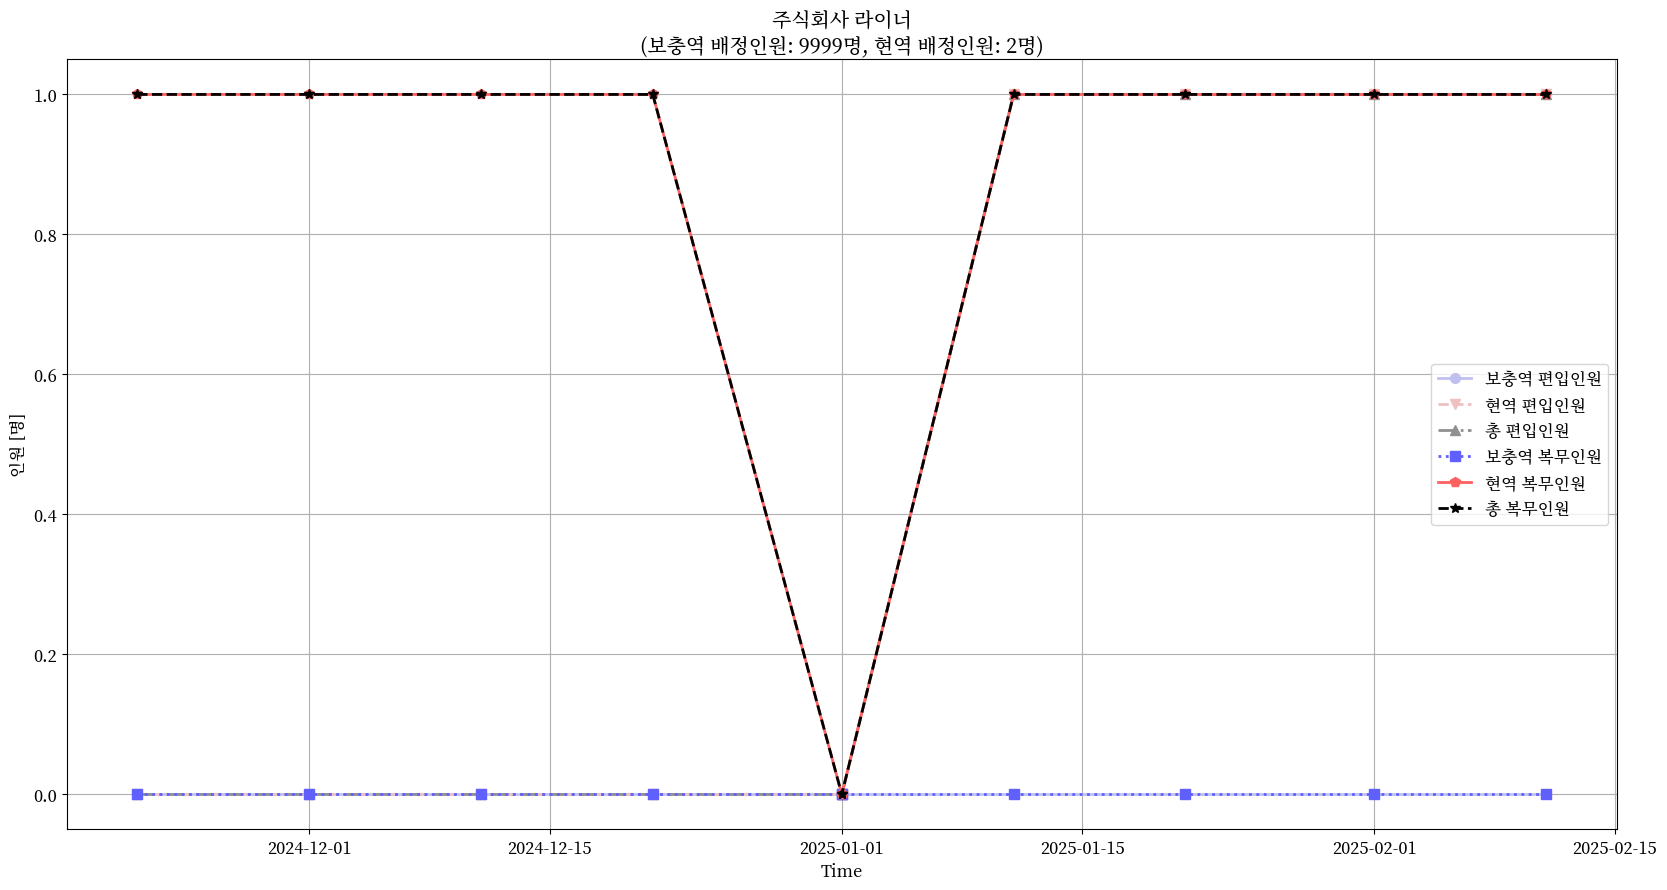 주식회사 라이너
(보충역 배정인원: 9999명, 현역 배정인원: 2명)
1.0
0.8
0.6
0.4
0.2
0.0
인원 [명]
보충역 편입인원
현역 편입인원
총 편입인원
보충역 복무인원
현역 복무인원
총 복무인원
2024-12-01
2024-12-15
2025-01-01
2025-01-15
2025-02-01
2025-02-15
Time